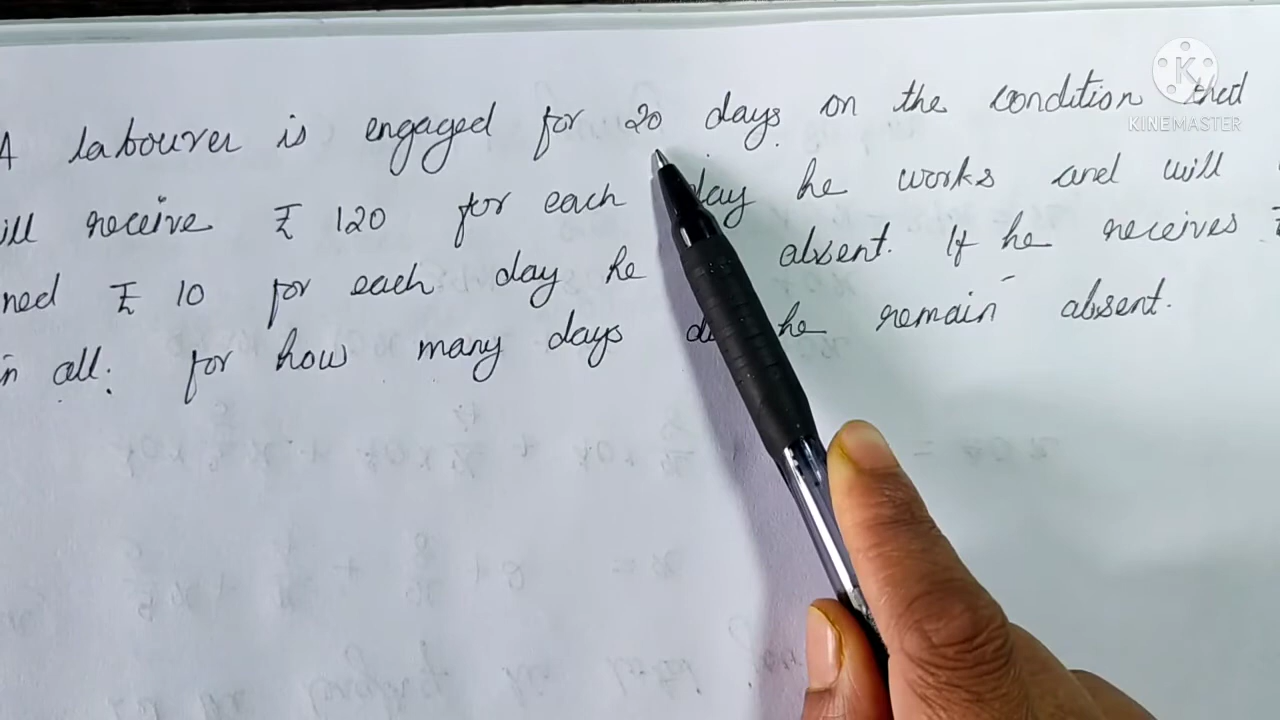 A labourer is engaged for 20 days on the condition that
ill receive ₹ 120 for each day he works and will
ned ₹ 10 for each day he absent. If he receives ₹
in all. for how many days he remain absent.
K
KINEMASTER